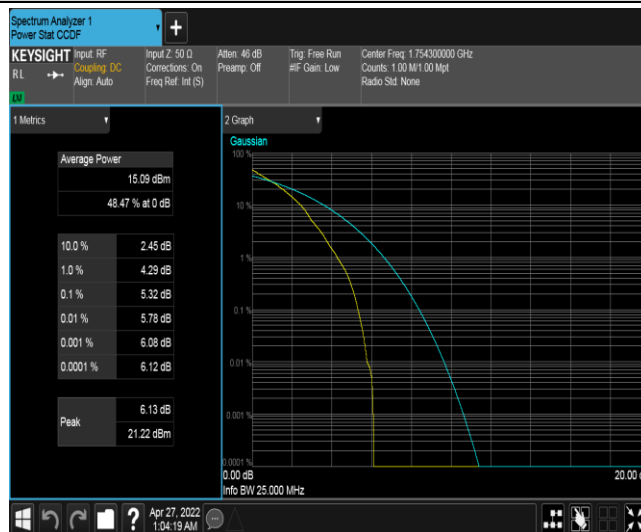 Spectrum Analyzer 1
Power Stat CCDF
KEYSIGHT
RL
LXI
Input: RF
Coupling: DC
Align: Auto
Input Z: 50 Ω
Corrections: On
Freq Ref: Int (S)
Atten: 46 dB
Preamp: Off
Trig: Free Run
#IF Gain: Low
Center Freq: 1.754300000 GHz
Counts: 1.00 M/1.00 Mpt
Radio Std: None
1 Metrics
Average Power
15.09 dBm
48.47 % at 0 dB
10.0 % 2.45 dB
1.0 % 4.29 dB
0.1 % 5.32 dB
0.01 % 5.78 dB
0.001 % 6.08 dB
0.0001 % 6.12 dB
Peak
6.13 dB
21.22 dBm
2 Graph
Gaussian
100 %
10 %
1 %
0.1 %
0.01 %
0.001 %
0.0001 %
0.00 dB
20.00
Info BW 25.000 MHz
?
Apr 27, 2022
1:04:19 AM